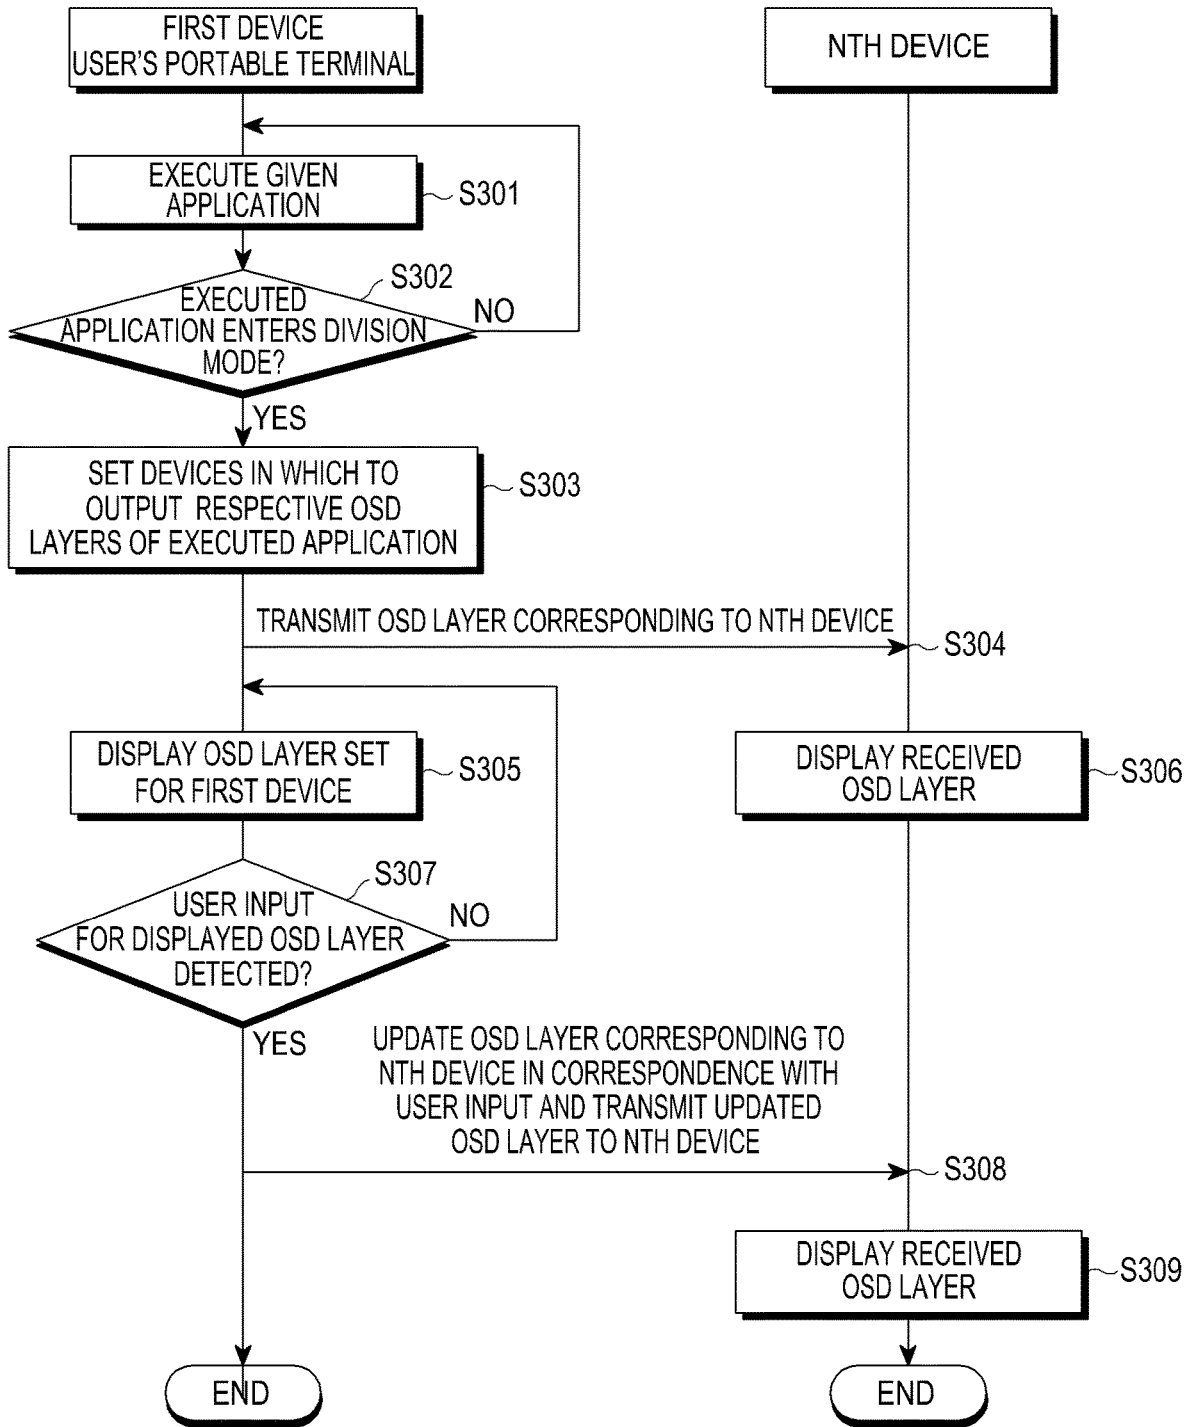 FIRST DEVICE
USER'S PORTABLE TERMINAL
NTH DEVICE
EXECUTE GIVEN
APPLICATION
S301
S302
EXECUTED
APPLICATION ENTERS DIVISION
MODE?
NO
YES
SET DEVICES IN WHICH TO
OUTPUT RESPECTIVE OSD
LAYERS OF EXECUTED APPLICATION
S303
TRANSMIT OSD LAYER CORRESPONDING TO NTH DEVICE
S304
DISPLAY OSD LAYER SET
FOR FIRST DEVICE
S305
DISPLAY RECEIVED
OSD LAYER
S306
S307
USER INPUT
FOR DISPLAYED OSD LAYER
DETECTED?
NO
YES
UPDATE OSD LAYER CORRESPONDING TO
NTH DEVICE IN CORRESPONDENCE WITH
USER INPUT AND TRANSMIT UPDATED
OSD LAYER TO NTH DEVICE
S308
DISPLAY RECEIVED
OSD LAYER
S309
END
END